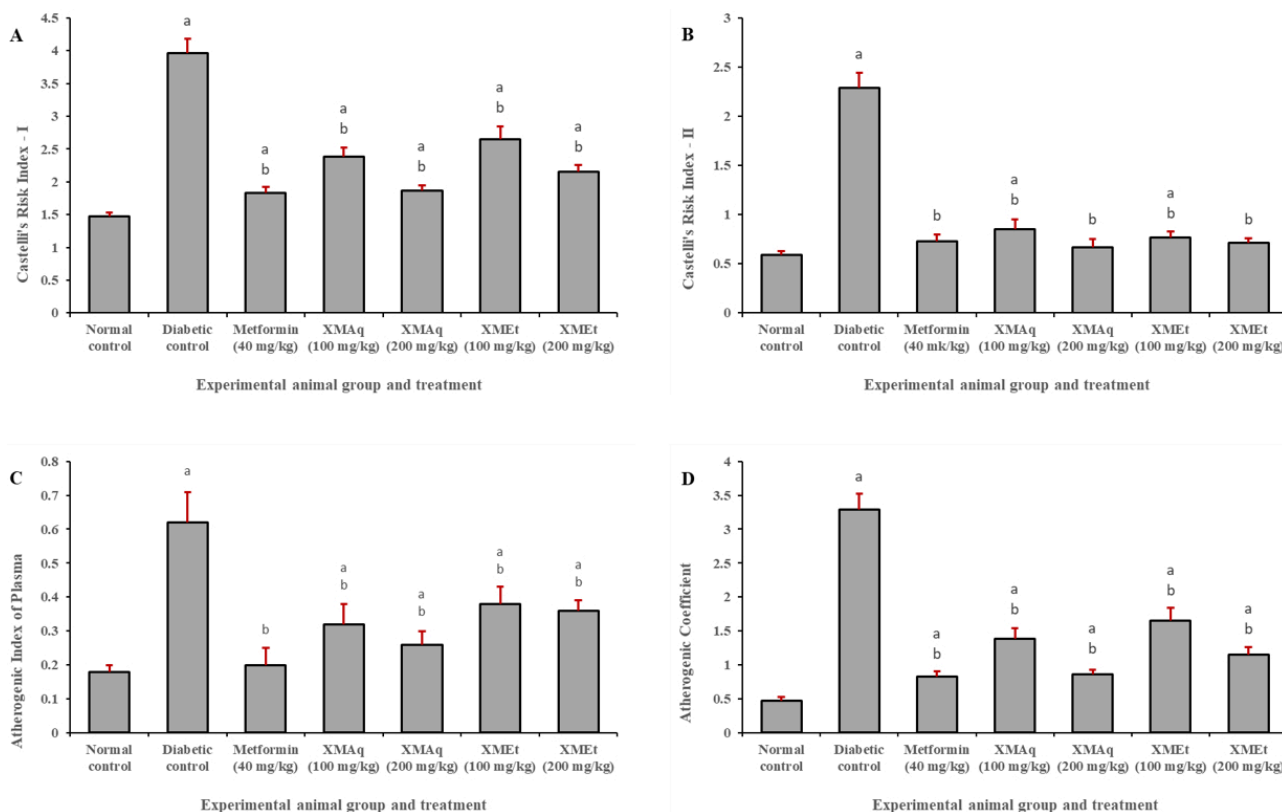 A
Castelli's Risk Index - I
4.5
4
3.5
3
2.5
2
1.5
1
0.5
0
a
a
b
a
b
a
b
a
b
a
b
Normal control
Diabetic control
Metformin (40 mg/kg)
XMAq (100 mg/kg)
XMAq (200 mg/kg)
XMEt (100 mg/kg)
XMEt (200 mg/kg)
Experimental animal group and treatment
B
Castelli's Risk Index - II
3
2.5
2
1.5
1
0.5
0
a
b
a
b
b
a
b
b
Normal control
Diabetic control
Metformin (40 mk/kg)
XMAq (100 mg/kg)
XMAq (200 mg/kg)
XMEt (100 mg/kg)
XMEt (200 mg/kg)
Experimental animal group and treatment
C
Atherogenic Index of Plasma
0.8
0.7
0.6
0.5
0.4
0.3
0.2
0.1
0
a
b
a
b
a
b
a
b
a
b
Normal control
Diabetic control
Metformin (40 mg/kg)
XMAq (100 mg/kg)
XMAq (200 mg/kg)
XMEt (100 mg/kg)
XMEt (200 mg/kg)
Experimental animal group and treatment
D
Atherogenic Coefficient
4
3.5
3
2.5
2
1.5
1
0.5
0
a
a
b
a
b
a
b
a
b
a
b
Normal control
Diabetic control
Metformin (40 mg/kg)
XMAq (100 mg/kg)
XMAq (200 mg/kg)
XMEt (100 mg/kg)
XMEt (200 mg/kg)
Experimental animal group and treatment